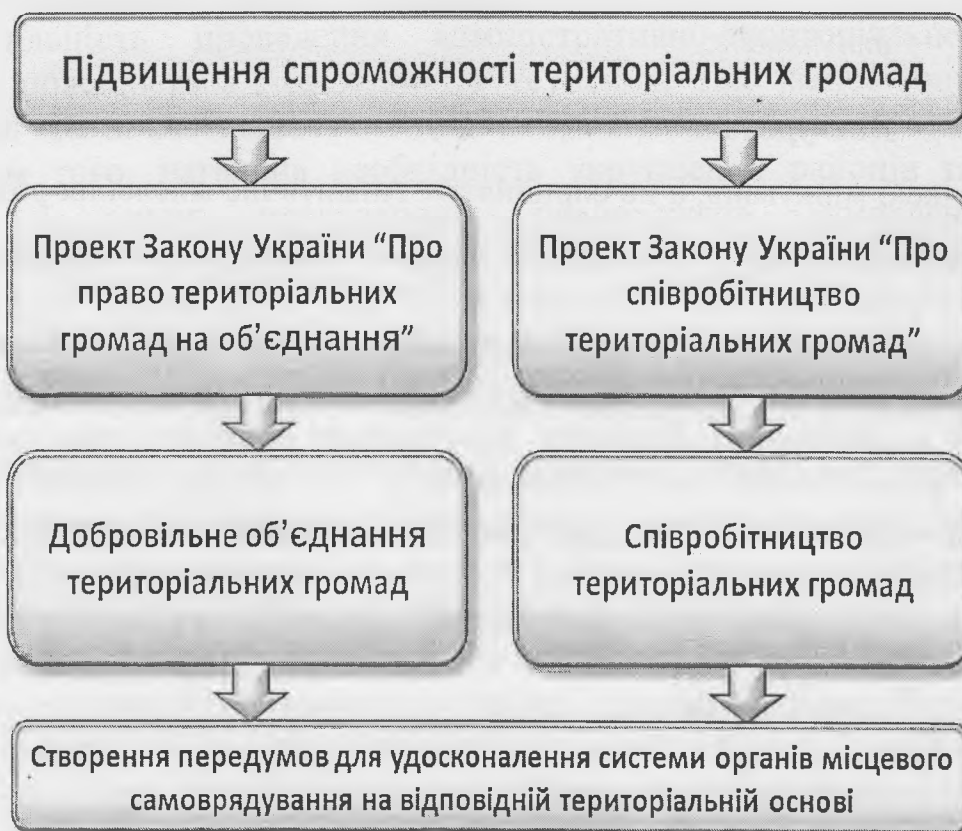 Підвищення спроможності територіальних громад
Проект Закону України “Про
право територіальних
громад на об’єднання”
Проект Закону України “Про
співробітництво
територіальних громад”
Добровільне об’єднання
територіальних громад
Співробітництво
територіальних громад
Створення передумов для удосконалення системи органів місцевого
самоврядування на відповідній територіальній основі